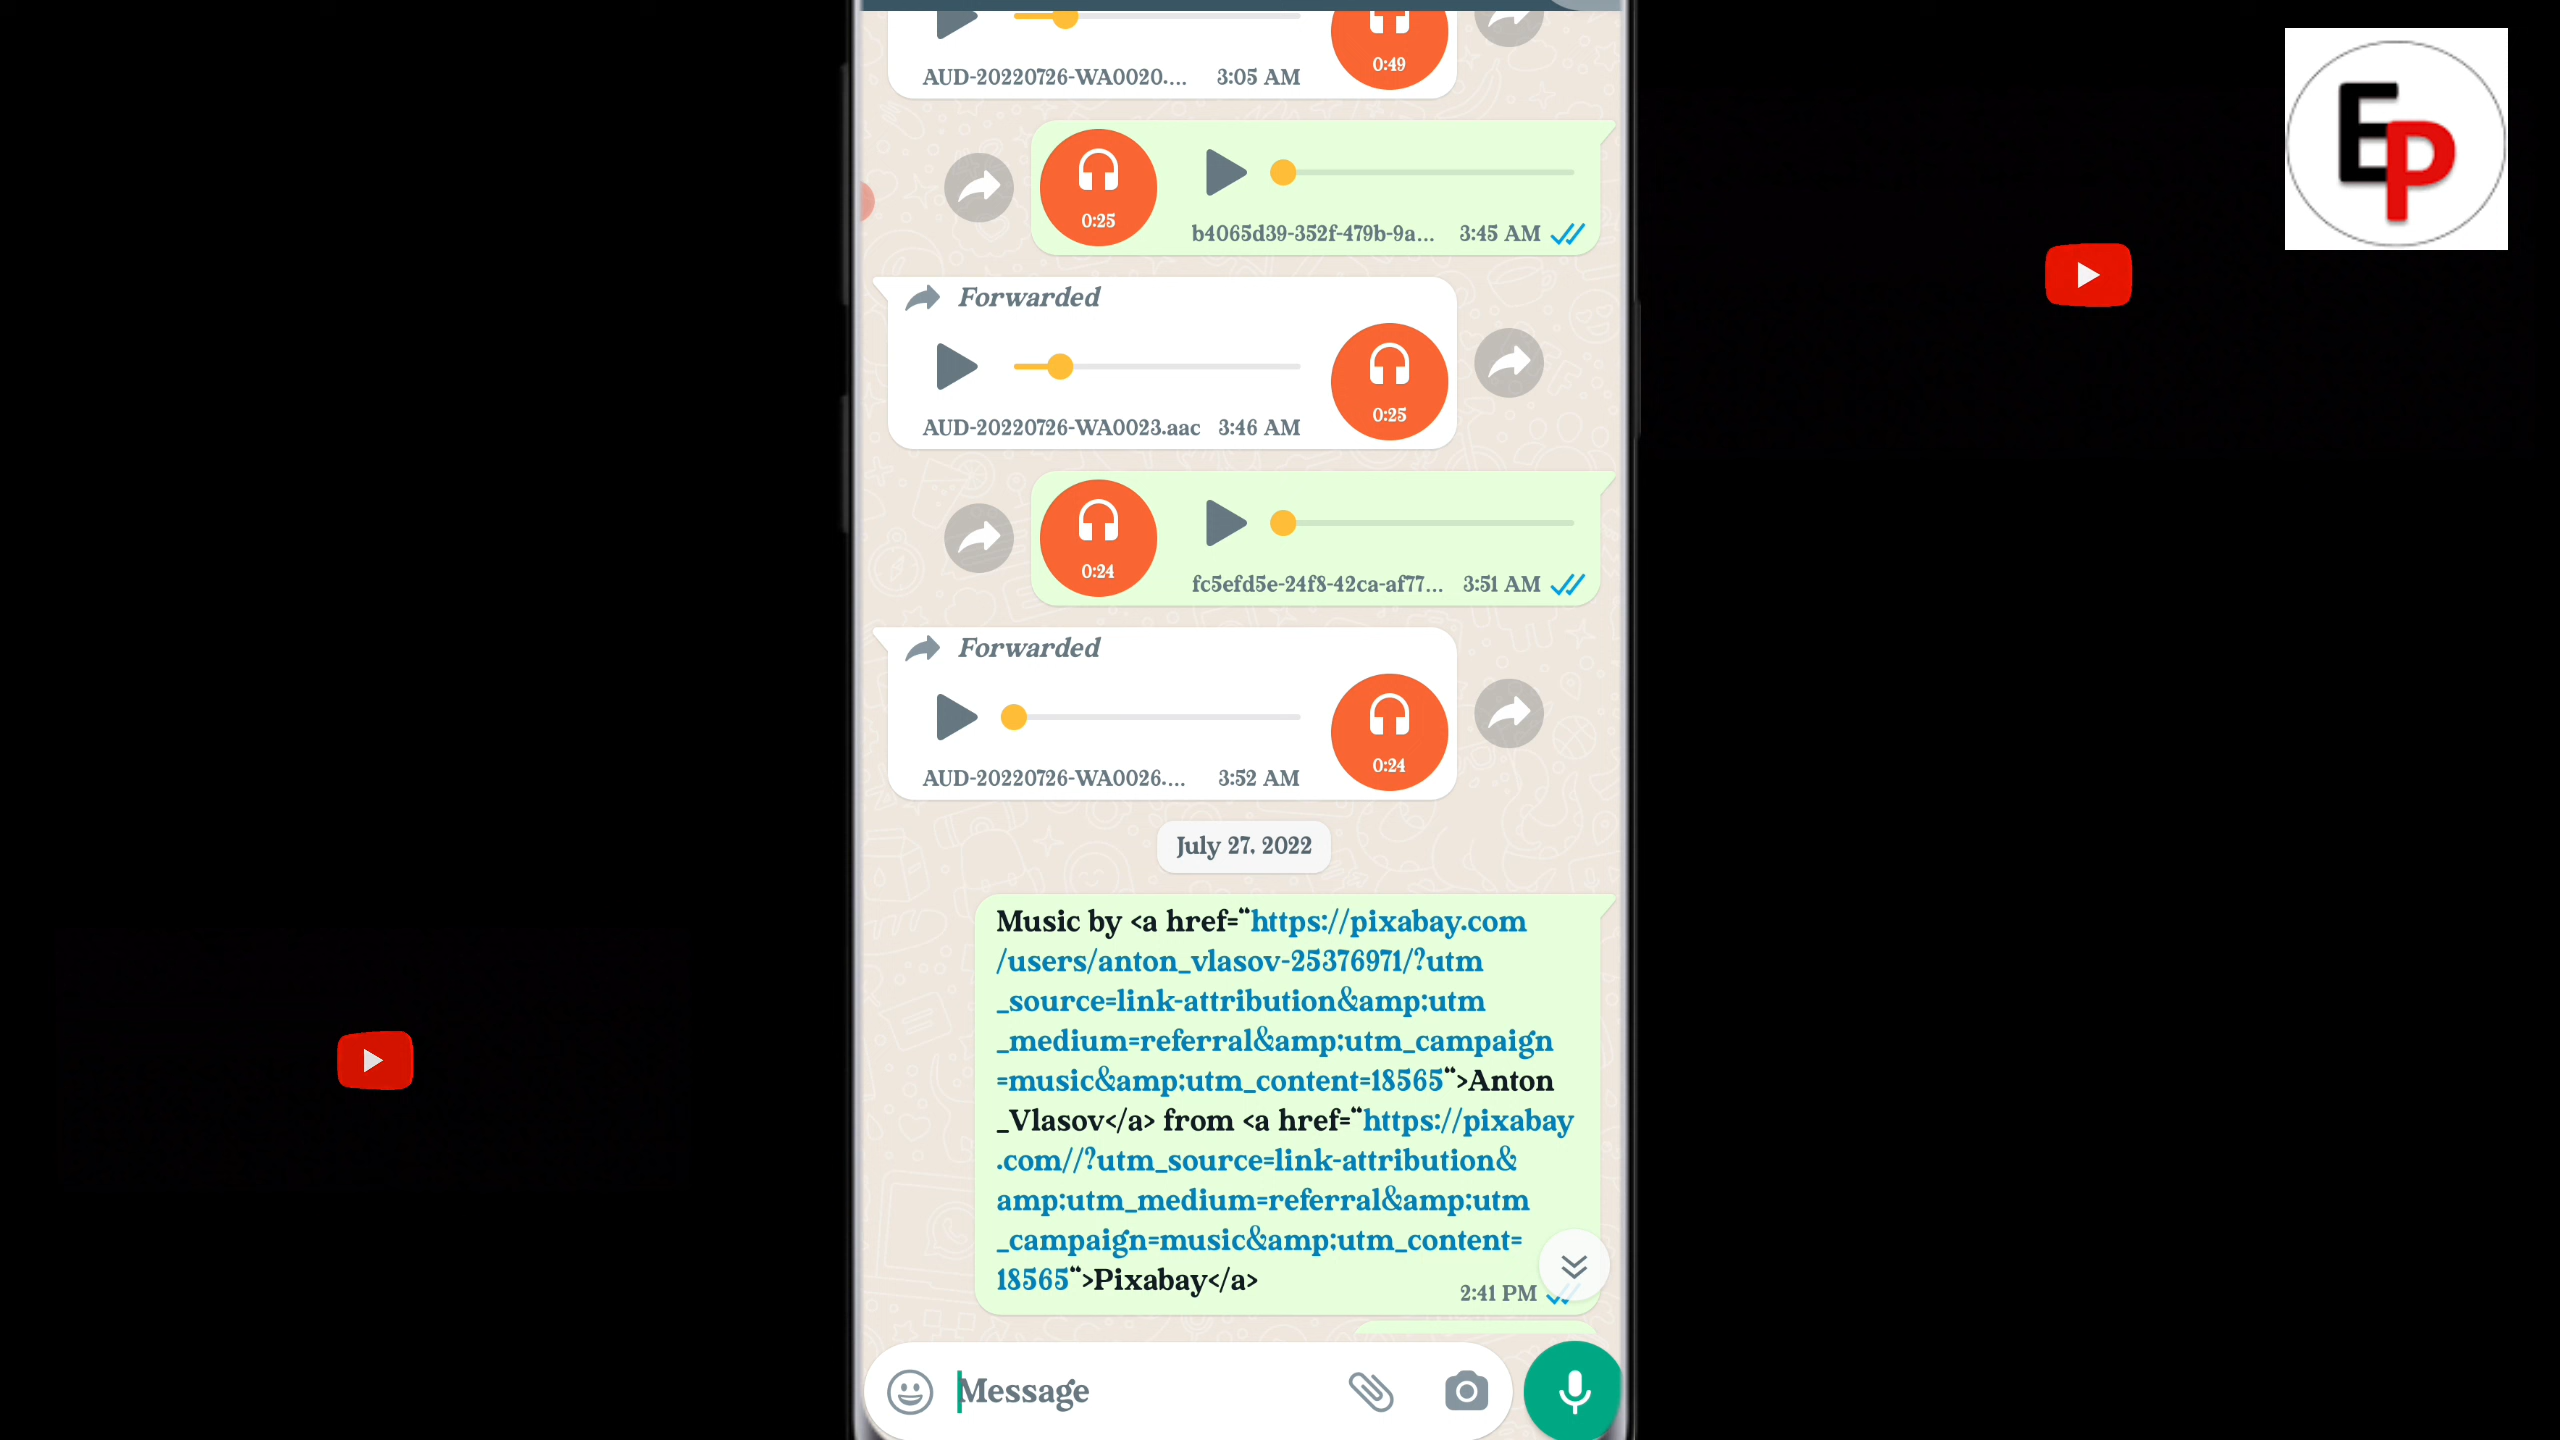 0:49
AUD-20220726-WA0020.... 3:05 AM
EP
0:25
b4065d39-352f-479b-9a... 3:45 AM
Forwarded
0:25
AUD-20220726-WA0023.aac 3:46 AM
0:24
fc5efd5e-24f8-42ca-af77... 3:51 AM
Forwarded
0:24
AUD-20220726-WA0026.... 3:52 AM
July 27, 2022
Music by <a href="https://pixabay.com
/users/anton_vlasov-25376971/?utm
_source=link-attribution&amp;utm
_medium=referral&amp;utm_campaign
=music&amp;utm_content=18565">Anton
_Vlasov</a> from <a href="https://pixabay
.com//?utm_source=link-attribution&
amp;utm_medium=referral&amp;utm
_campaign=music&amp;utm_content=
18565">Pixabay</a>
2:41 PM
Message